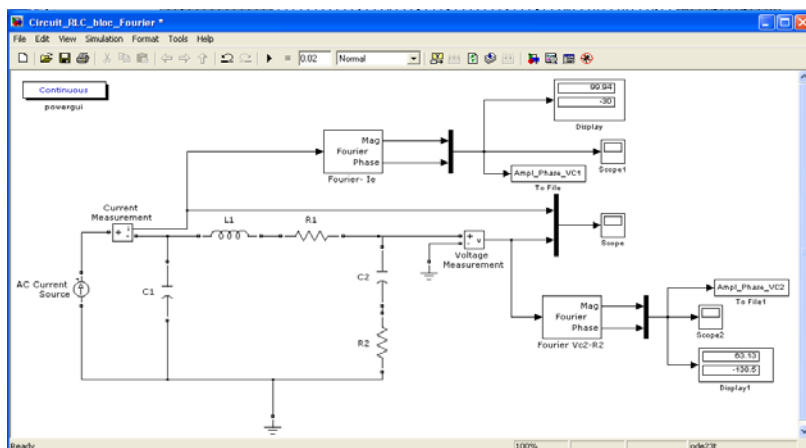 Circuit_RLC_bloc_Fourier *
File Edit View Simulation Format Tools Help
0.02 Normal
Continuous
powergui
Mag
Fourier
Phase
Fourier- Ie
99.94
-30
Display
Scope1
Ampl_Phase_VC1
To File
Current
Measurement
i
+
-
L1
R1
+
-
v
Voltage
Measurement
Scope
AC Current
Source
C1
C2
R2
Mag
Fourier
Phase
Fourier Vc2-R2
Ampl_Phase_VC2
To File1
Scope2
63.13
-130.5
Display1
Ready 100% ode23t